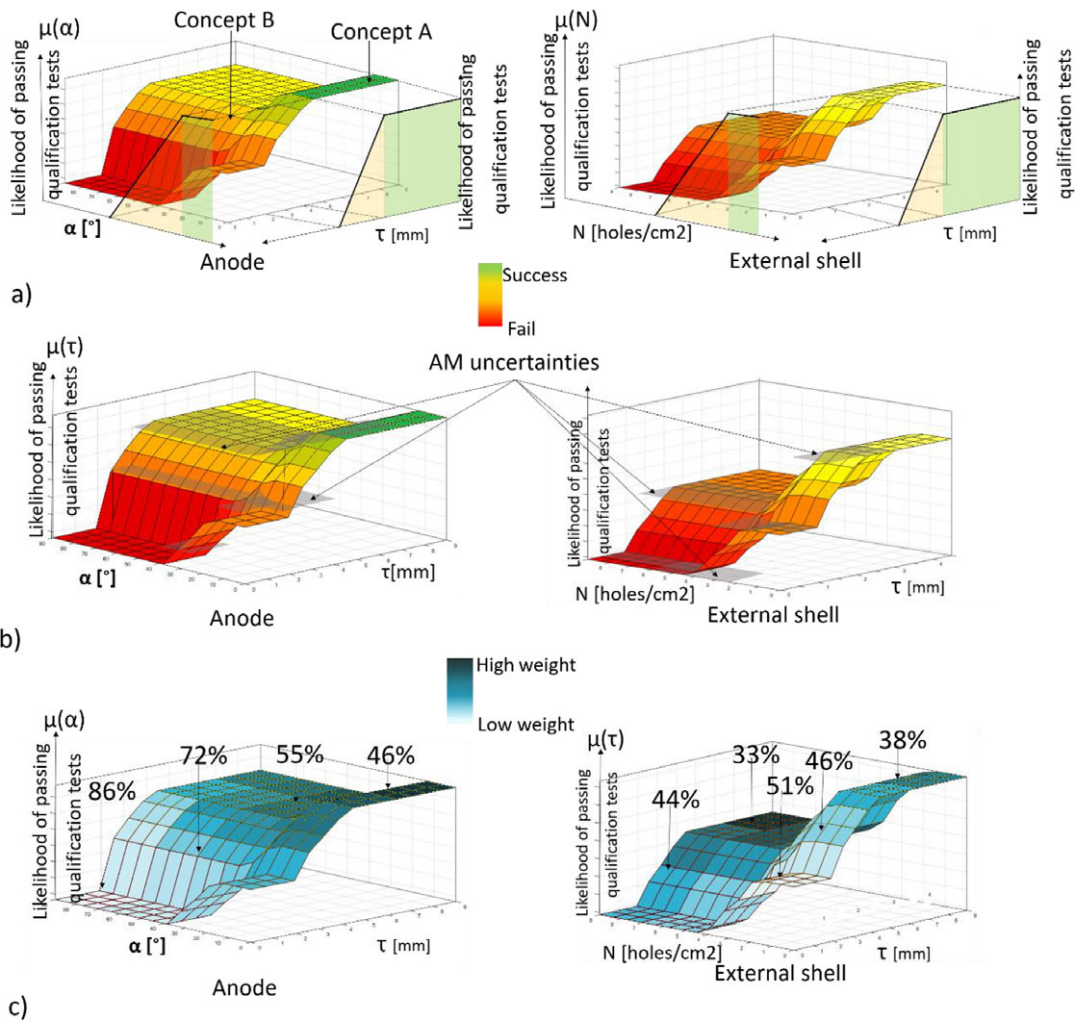 μ(α)
Concept B
Concept A
μ(N)
Likelihood of passing
qualification tests
Likelihood of passing
qualification tests
Likelihood of passing
qualification tests
Likelihood of passing
qualification tests
α [°]
τ [mm]
Anode
N [holes/cm2]
τ [mm]
External shell
Success
Fail
a)
μ(τ)
AM uncertainties
Likelihood of passing
qualification tests
Likelihood of passing
qualification tests
α [°]
τ[mm]
Anode
N [holes/cm2]
τ [mm]
External shell
b)
High weight
Low weight
μ(α)
86%
72%
55%
46%
μ(τ)
44%
33%
51%
46%
38%
Likelihood of passing
qualification tests
Likelihood of passing
qualification tests
α [°]
τ [mm]
Anode
N [holes/cm2]
τ [mm]
External shell
c)